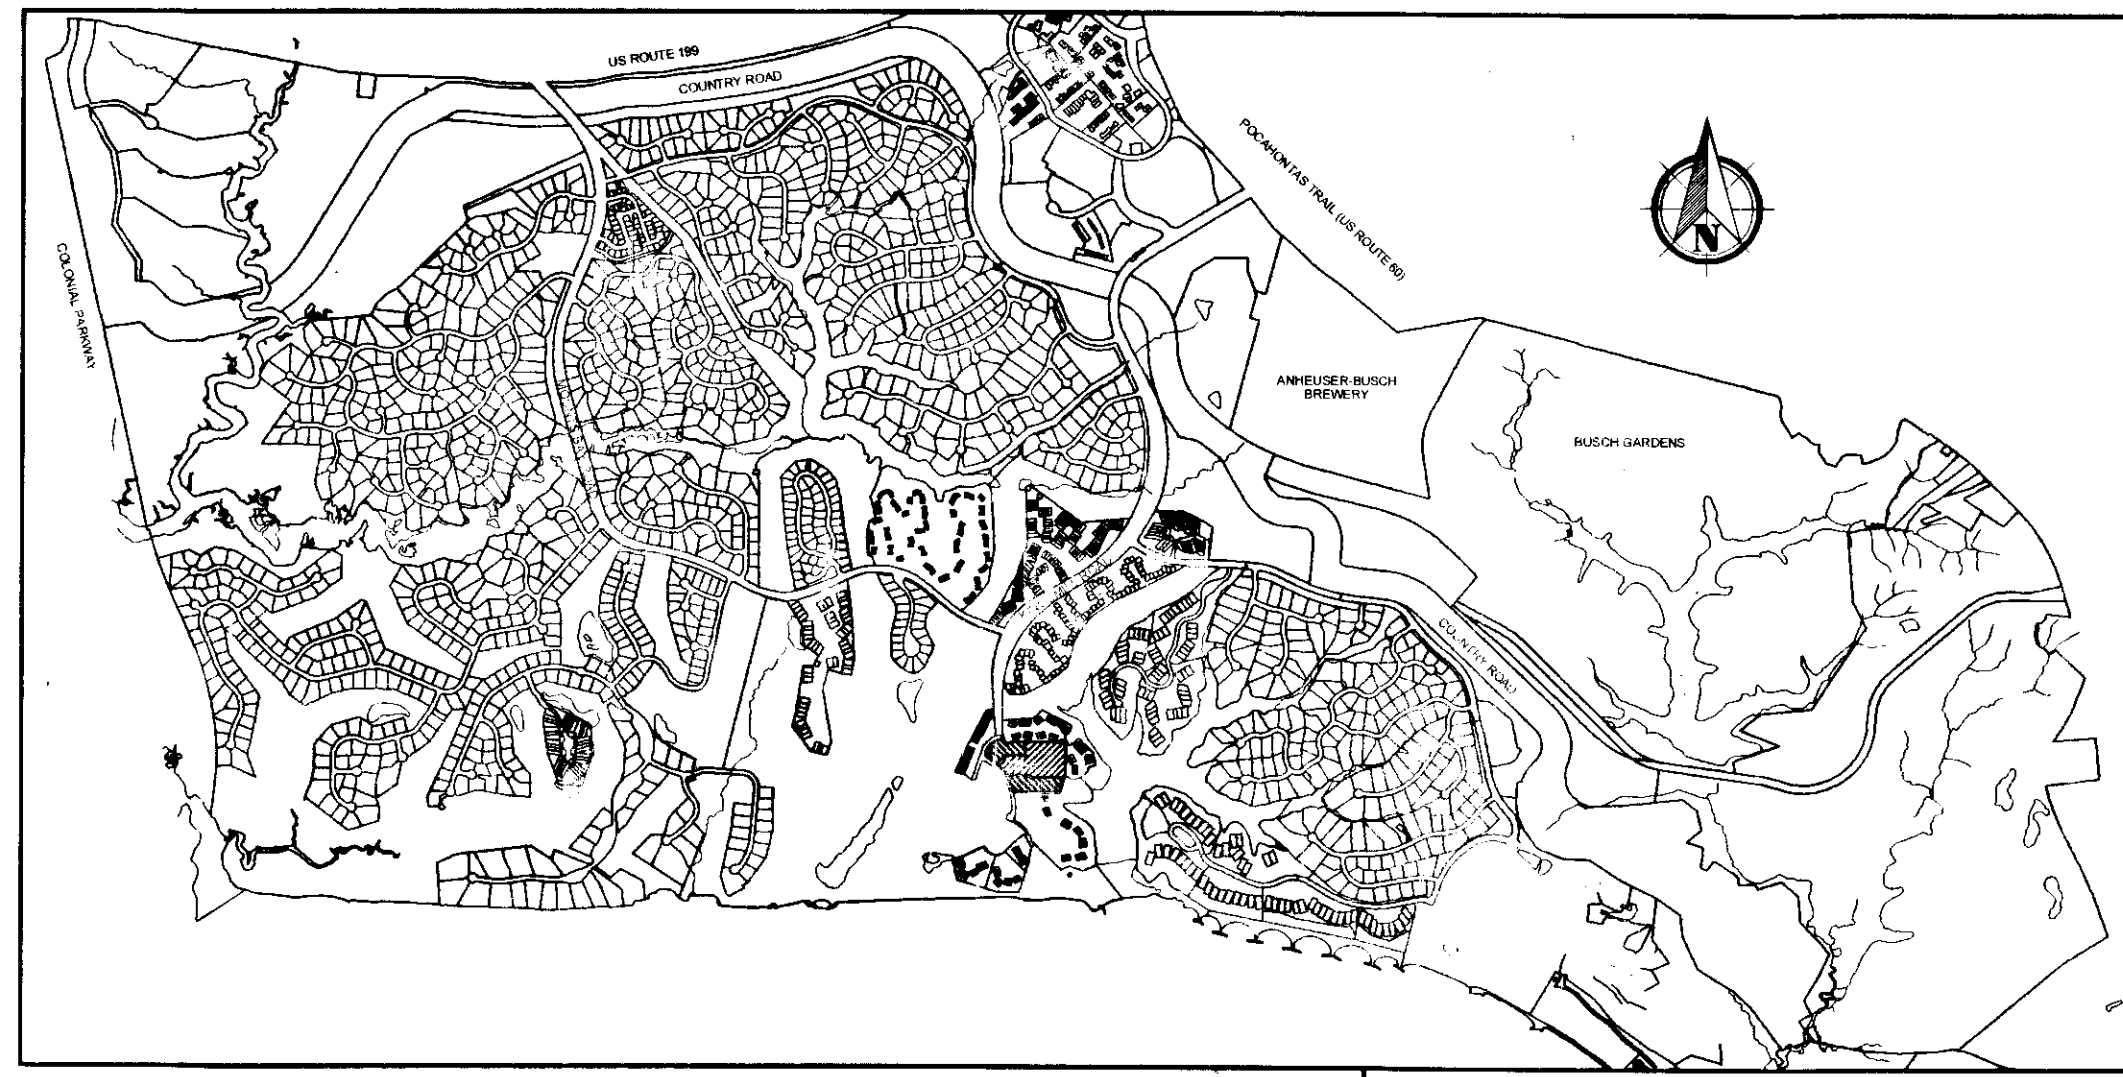 US ROUTE 199
COUNTRY ROAD
POCAHONTAS TRAIL (US ROUTE 60)
N
COLONIAL PARKWAY
ANHEUSER-BUSCH
BREWERY
BUSCH GARDENS
COUNTRY ROAD